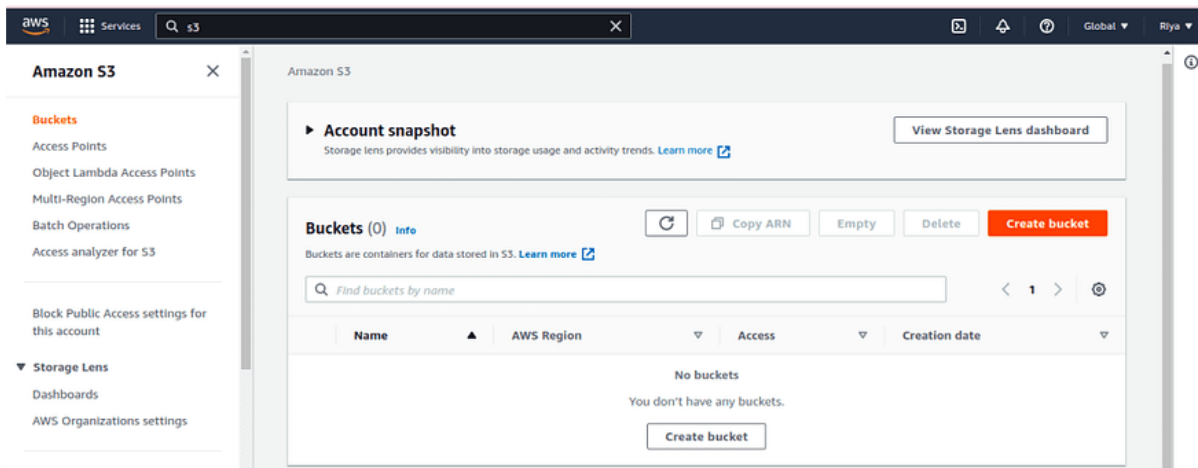 aws Services s3 Global Riya
Amazon S3
Buckets
Access Points
Object Lambda Access Points
Multi-Region Access Points
Batch Operations
Access analyzer for S3
Block Public Access settings for
this account
Storage Lens
Dashboards
AWS Organizations settings
Amazon S3
Account snapshot
View Storage Lens dashboard
Storage lens provides visibility into storage usage and activity trends. Learn more
Buckets (0) Info
Copy ARN Empty Delete Create bucket
Buckets are containers for data stored in S3. Learn more
Find buckets by name
1
Name AWS Region Access Creation date
No buckets
You don't have any buckets.
Create bucket